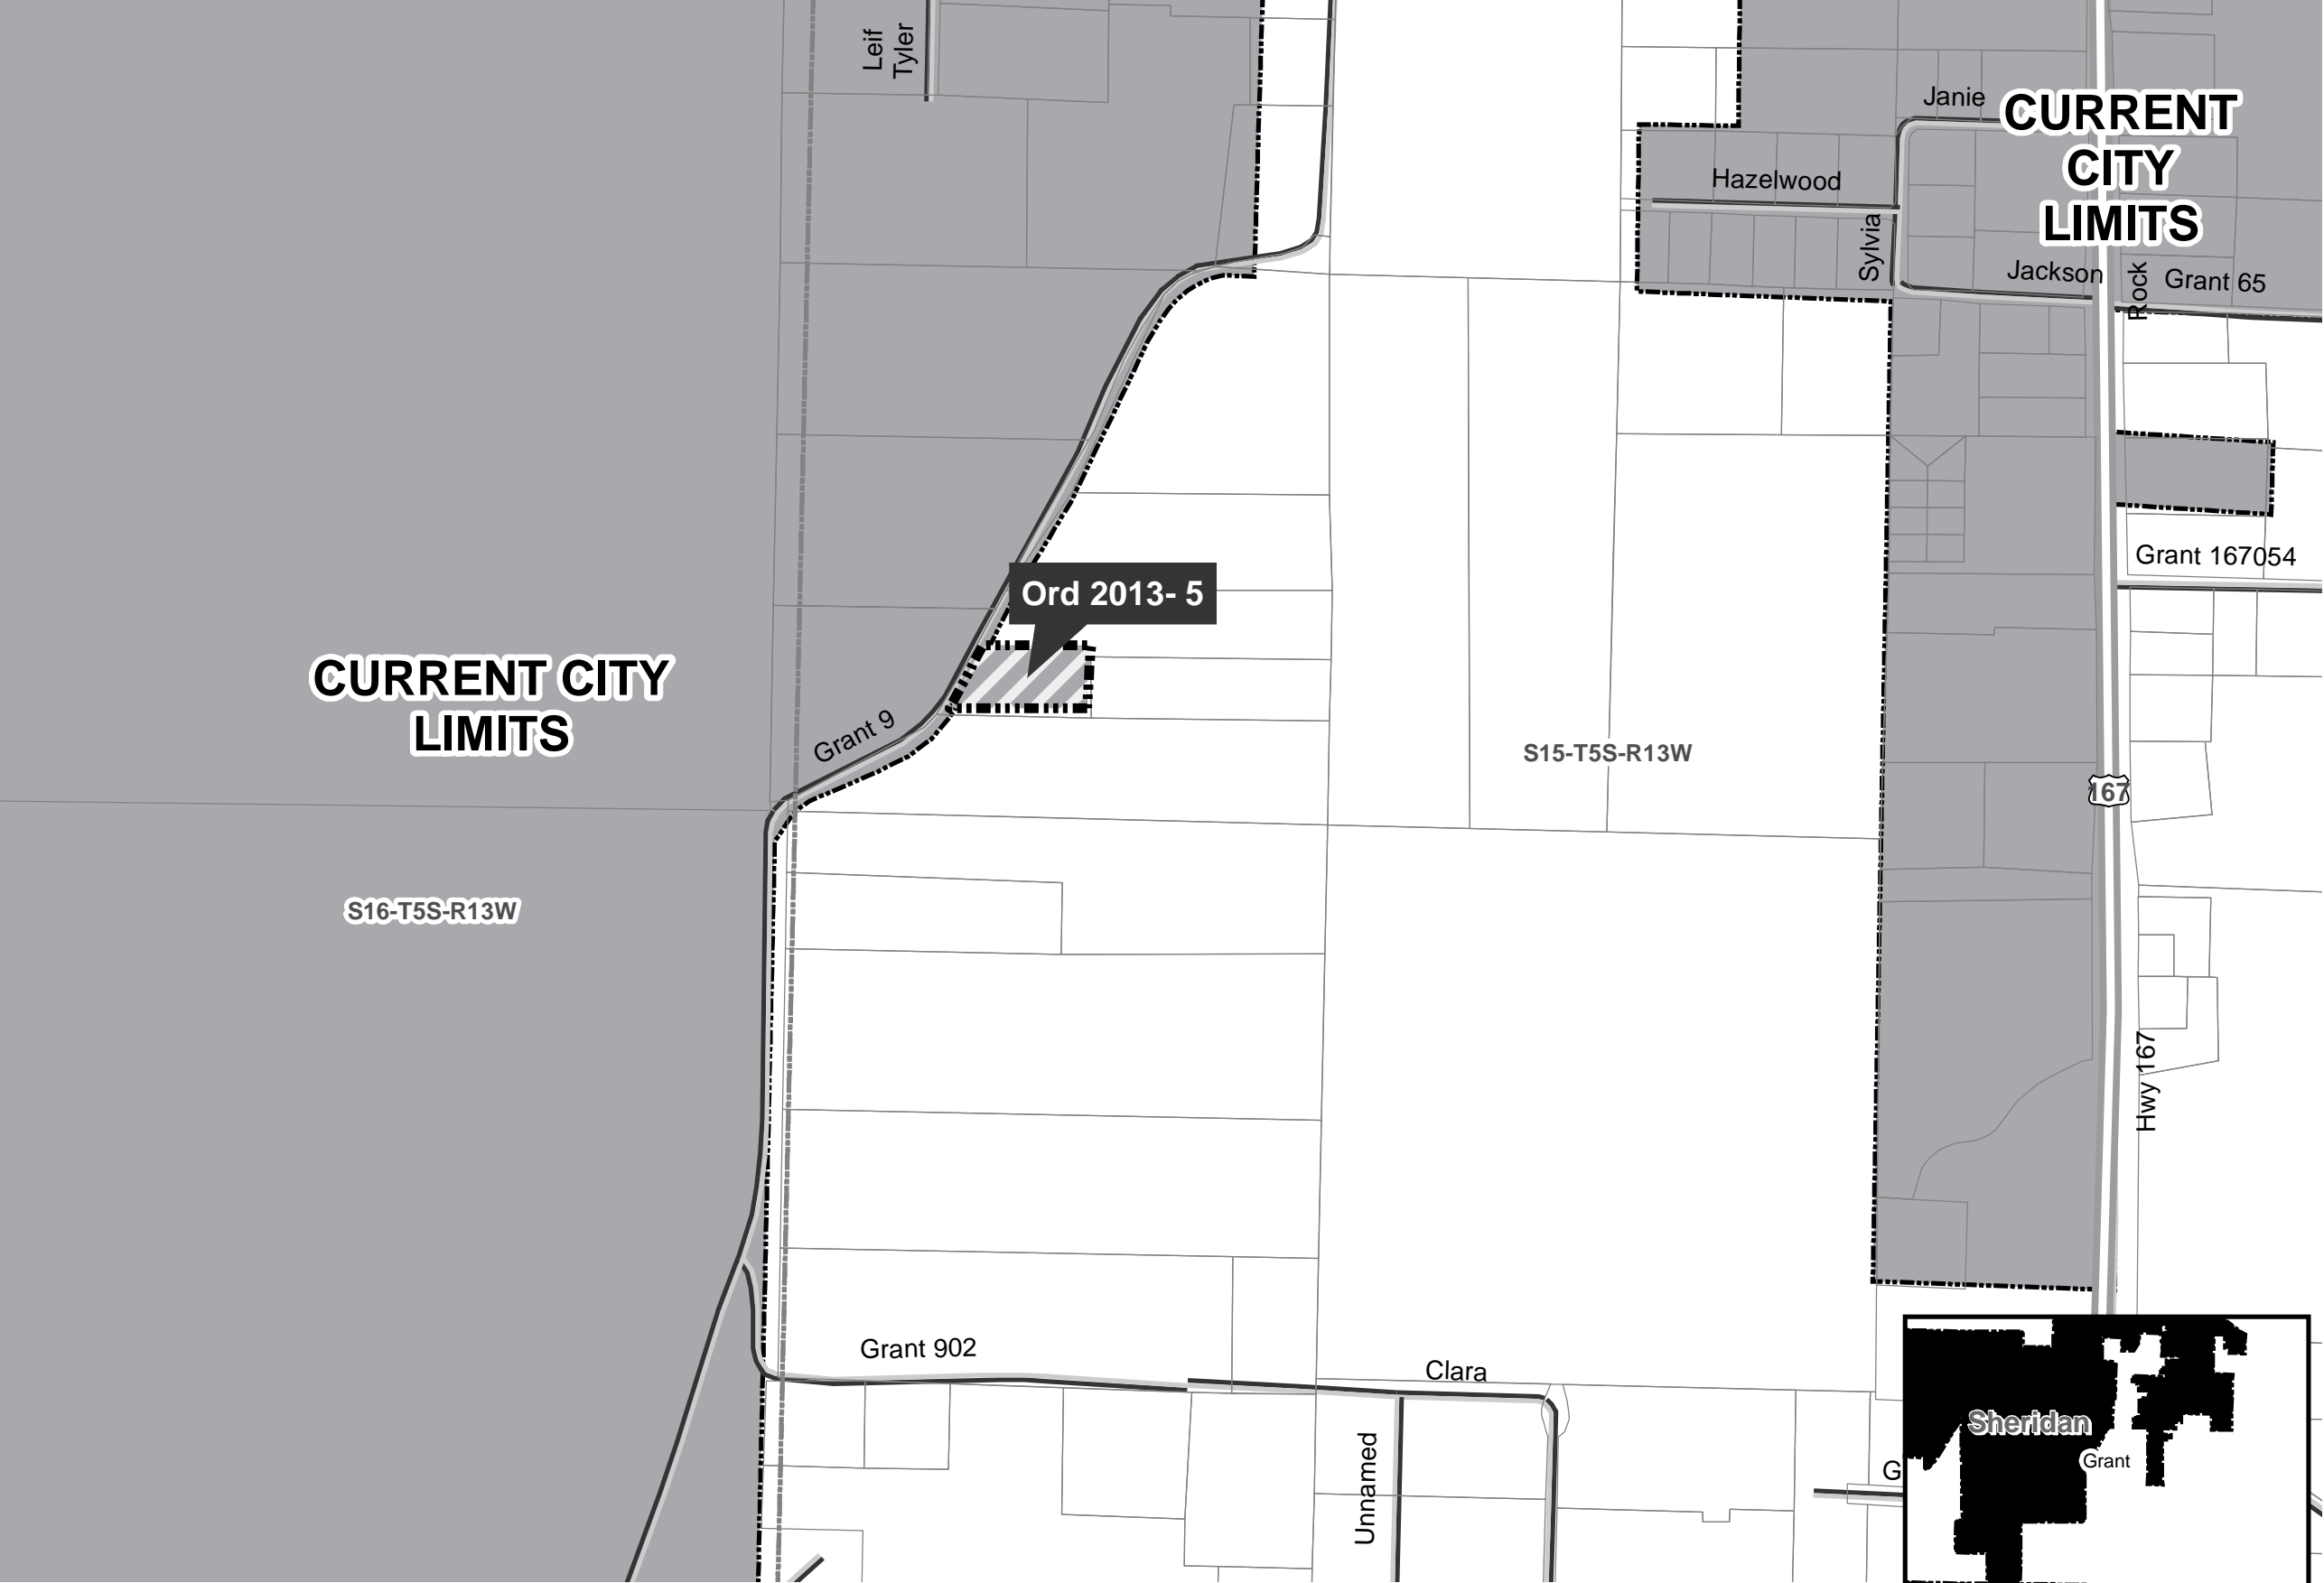 Leif
Tyler
Janie
CURRENT
CITY
LIMITS
Hazelwood
Sylvia
Jackson
Rock
Grant 65
Grant 167054
Ord 2013- 5
CURRENT CITY
LIMITS
Grant 9
S15-T5S-R13W
167
S16-T5S-R13W
Hwy 167
Grant 902
Clara
Unnamed
G
Sheridan
Grant